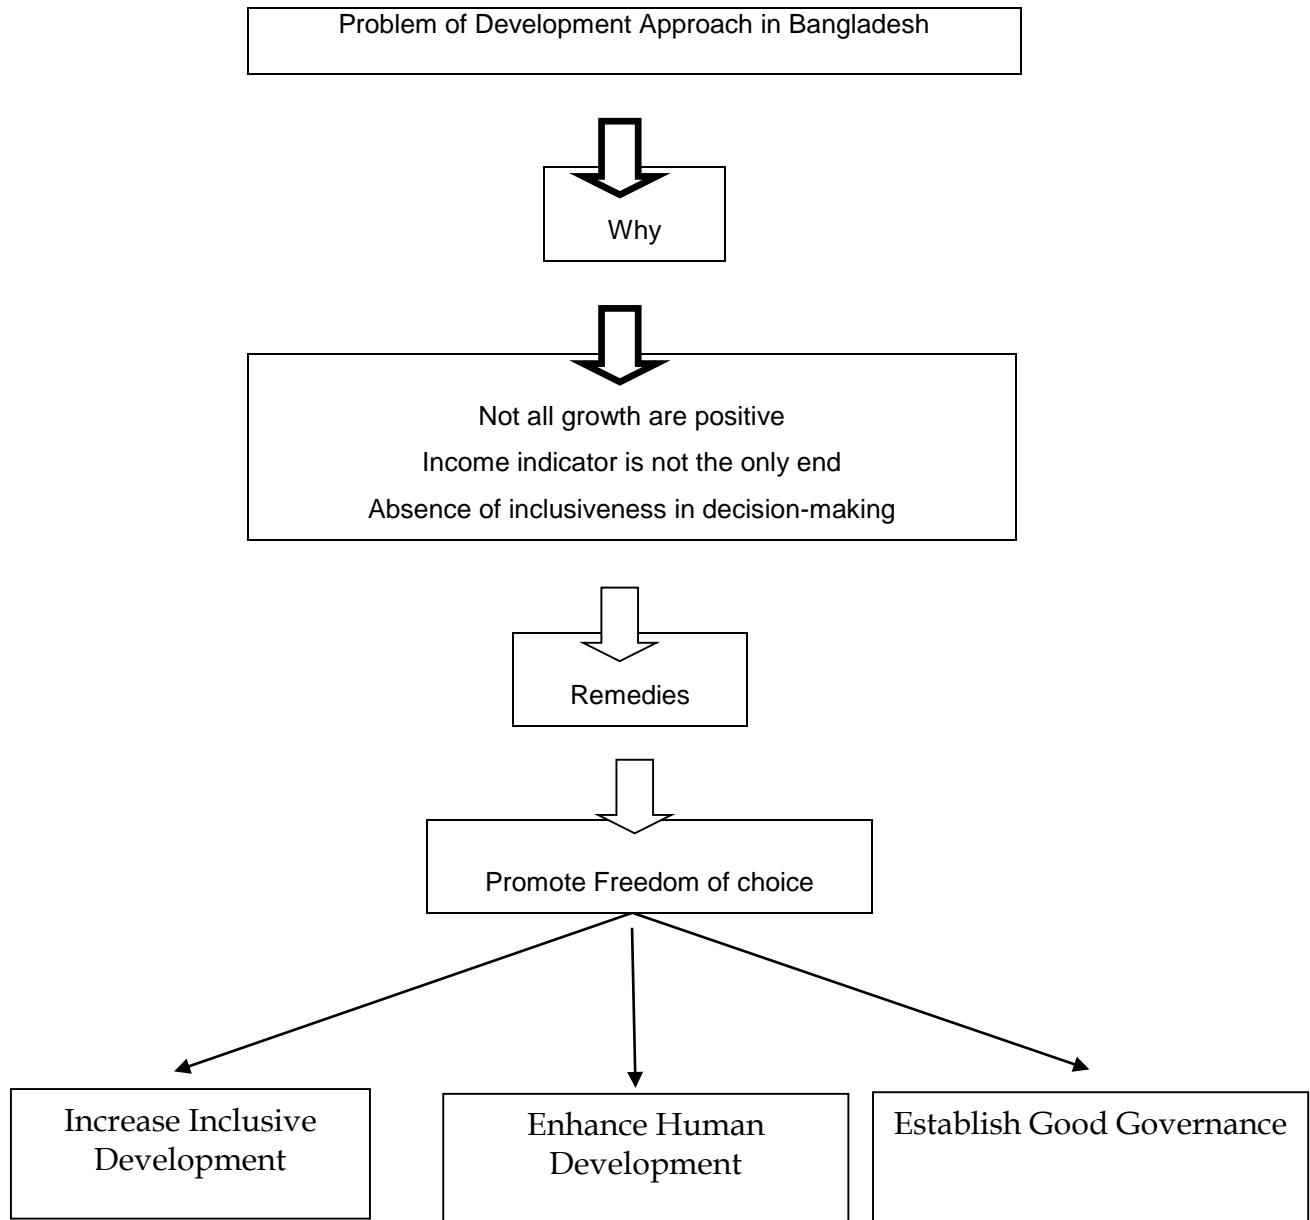 Problem of Development Approach in Bangladesh
Why
Not all growth are positive
Income indicator is not the only end
Absence of inclusiveness in decision-making
Remedies
Promote Freedom of choice
Increase Inclusive
Development
Enhance Human
Development
Establish Good Governance